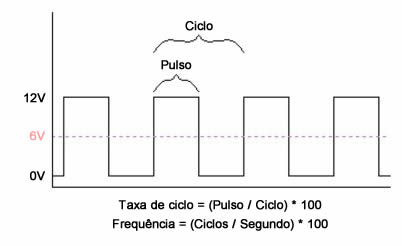 Ciclo
Pulso
12V
6V
0V
Taxa de ciclo = (Pulso / Ciclo) * 100
Frequência = (Ciclos / Segundo) * 100